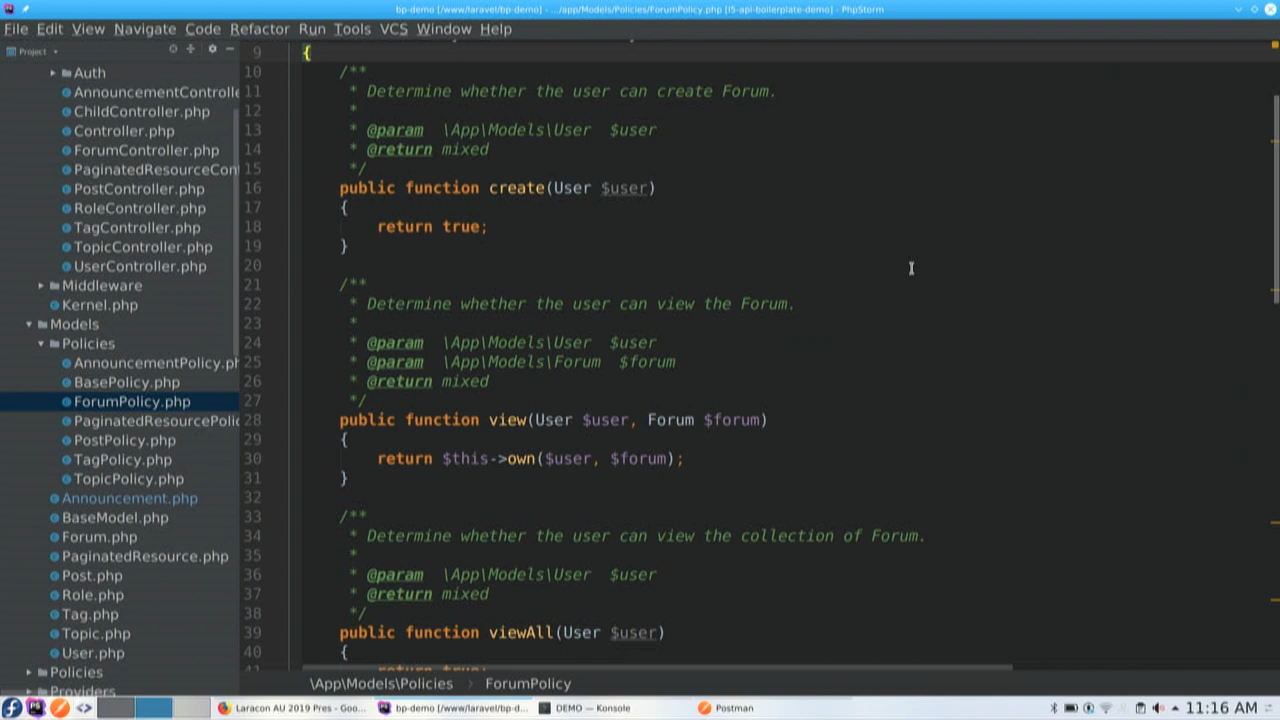 bp-demo [/www/laravel/bp-demo] - .../app/Models/Policies/ForumPolicy.php [l5-api-boilerplate-demo] - PhpStorm
File Edit View Navigate Code Refactor Run Tools VCS Window Help
Project
Auth
AnnouncementControlle
ChildController.php
Controller.php
ForumController.php
PaginatedResourceCon
PostController.php
RoleController.php
TagController.php
TopicController.php
UserController.php
Middleware
Kernel.php
Models
Policies
AnnouncementPolicy.ph
BasePolicy.php
ForumPolicy.php
PaginatedResourcePolic
PostPolicy.php
TagPolicy.php
TopicPolicy.php
Announcement.php
BaseModel.php
Forum.php
PaginatedResource.php
Post.php
Role.php
Tag.php
Topic.php
User.php
Policies
Providers
9 {
10 /**
11 * Determine whether the user can create Forum.
12 *
13 * @param \App\Models\User $user
14 * @return mixed
15 */
16 public function create(User $user)
17 {
18 return true;
19 }
20
21 /**
22 * Determine whether the user can view the Forum.
23 *
24 * @param \App\Models\User $user
25 * @param \App\Models\Forum $forum
26 * @return mixed
27 */
28 public function view(User $user, Forum $forum)
29 {
30 return $this->own($user, $forum);
31 }
32
33 /**
34 * Determine whether the user can view the collection of Forum.
35 *
36 * @param \App\Models\User $user
37 * @return mixed
38 */
39 public function viewAll(User $user)
40 {
41 return true;
\App\Models\Policies > ForumPolicy
Laracon AU 2019 Pres - Goo...
bp-demo [/www/laravel/bp-d...
DEMO — Konsole
Postman
11:16 AM